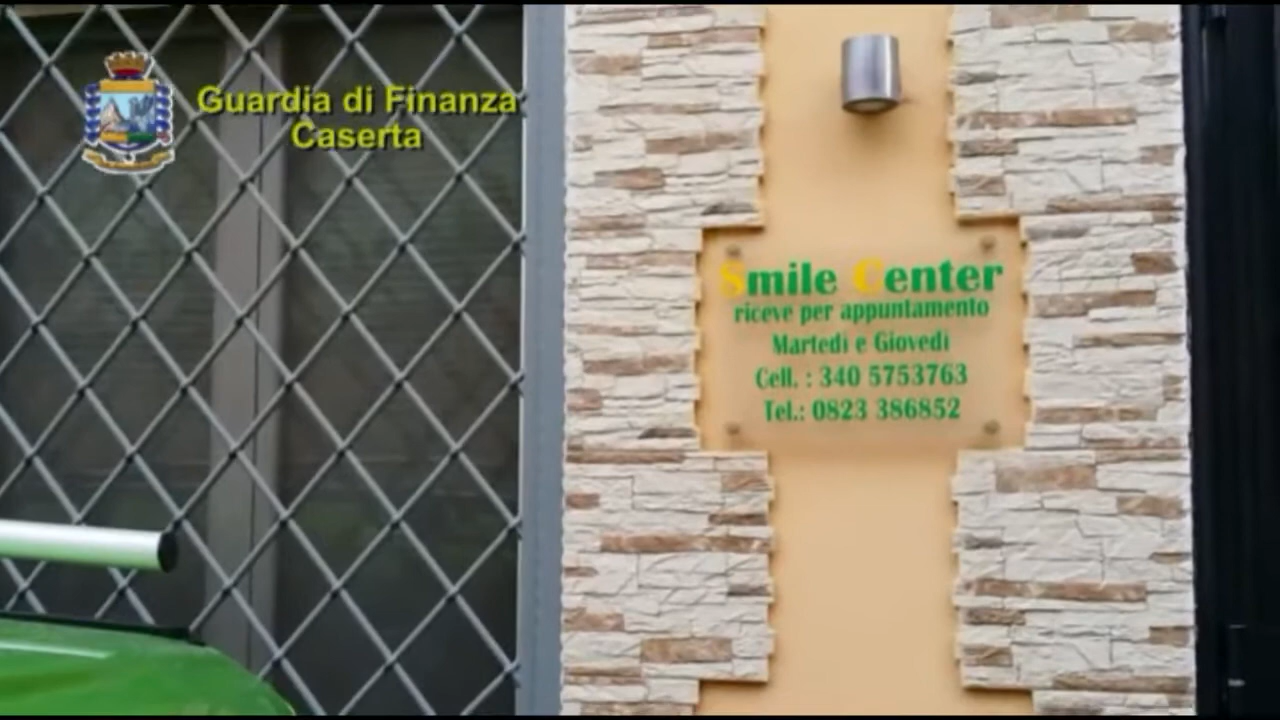 Guardia di Finanza
Caserta
Smile Center
riceve per appuntamento
Martedì e Giovedì
Cell. : 340 5753763
Tel.: 0823 386852